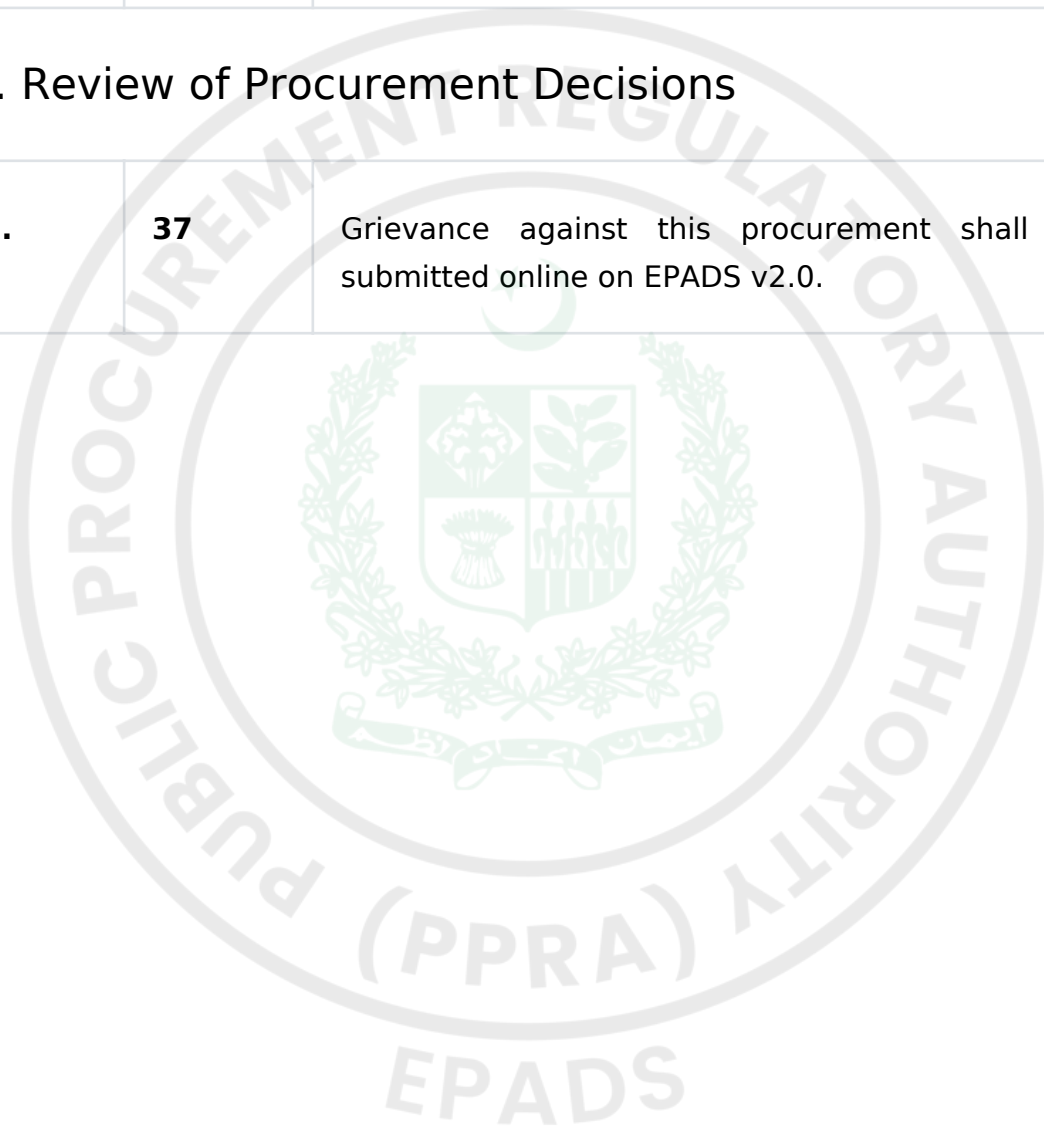 . Review of Procurement Decisions
. 37 Grievance against this procurement shall
submitted online on EPADS v2.0.
PUBLIC PROCUREMENT REGULATORY AUTHORITY
(PPRA)
EPADS